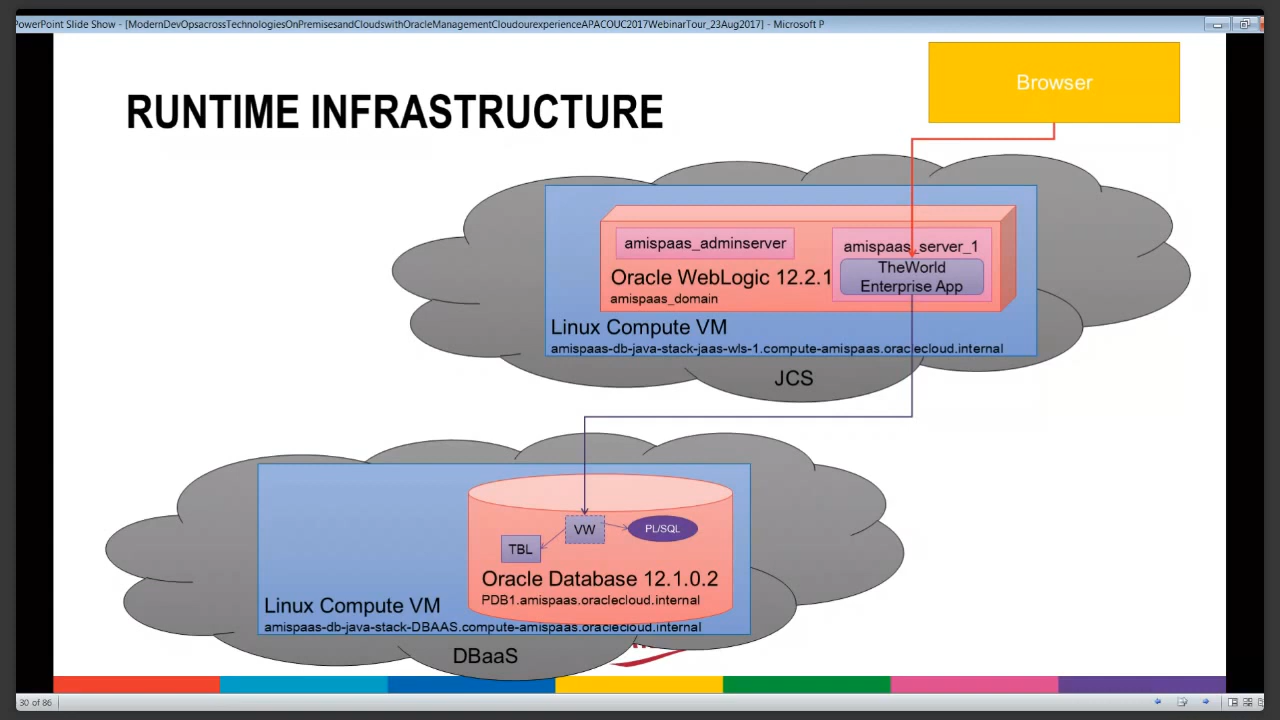 PowerPoint Slide Show - [ModernDevOpsacrossTechnologiesOnPremisesandCloudswithOracleManagementCloudourexperienceAPACOUC2017WebinarTour_23Aug2017] - Microsoft P
Browser
RUNTIME INFRASTRUCTURE
amispaas_adminserver
amispaas_server_1
TheWorld
Enterprise App
Oracle WebLogic 12.2.1
amispaas_domain
Linux Compute VM
amispaas-db-java-stack-jaas-wls-1.compute-amispaas.oraclecloud.internal
JCS
VW
PL/SQL
TBL
Oracle Database 12.1.0.2
PDB1.amispaas.oraclecloud.internal
Linux Compute VM
amispaas-db-java-stack-DBAAS.compute-amispaas.oraclecloud.internal
DBaaS
30 of 86